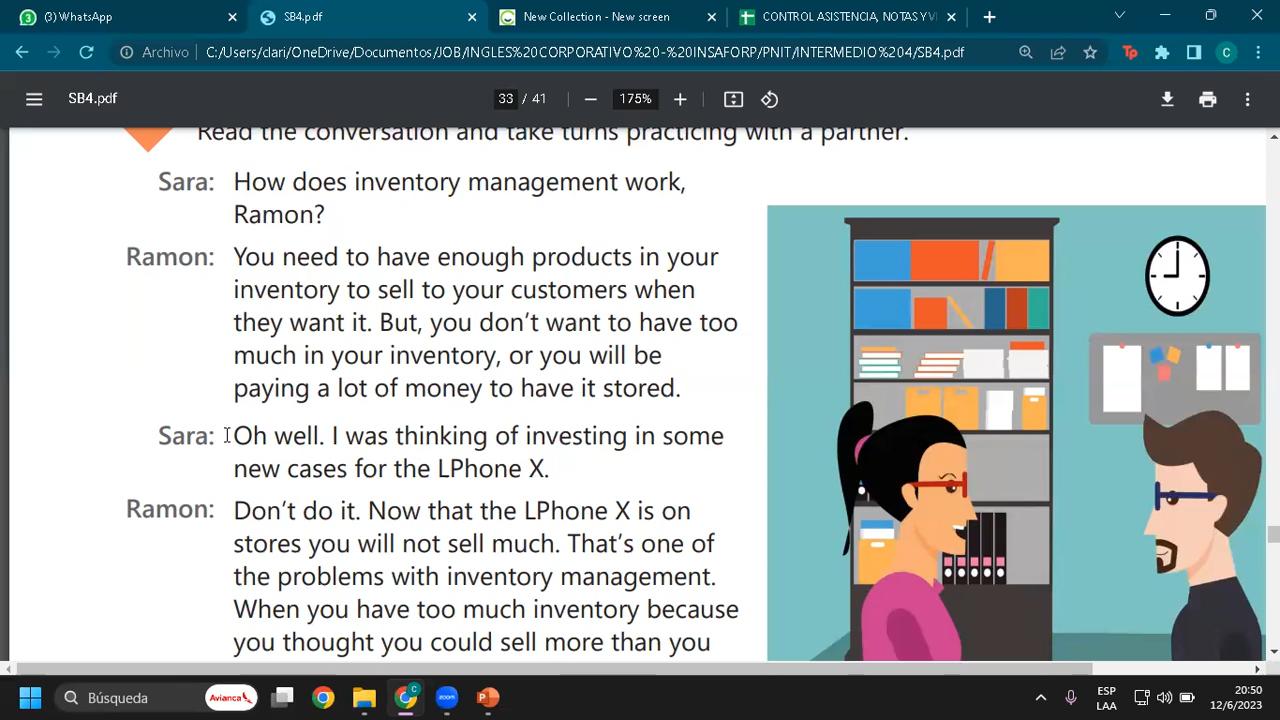 (3) WhatsApp
SB4.pdf
New Collection - New screen
CONTROL ASISTENCIA, NOTAS Y VI
Archivo
C:/Users/clari/OneDrive/Documentos/JOB/INGLES%20CORPORATIVO%20-%20INSAFORP/PNIT/INTERMEDIO%204/SB4.pdf
C
SB4.pdf
33 / 41
175%
Read the conversation and take turns practicing with a partner.
Sara: How does inventory management work,
Ramon?
Ramon: You need to have enough products in your
inventory to sell to your customers when
they want it. But, you don't want to have too
much in your inventory, or you will be
paying a lot of money to have it stored.
Sara: Oh well. I was thinking of investing in some
new cases for the LPhone X.
Ramon: Don't do it. Now that the LPhone X is on
stores you will not sell much. That's one of
the problems with inventory management.
When you have too much inventory because
you thought you could sell more than you
Búsqueda
Avianca
C
zoom
ESP
LAA
20:50
12/6/2023